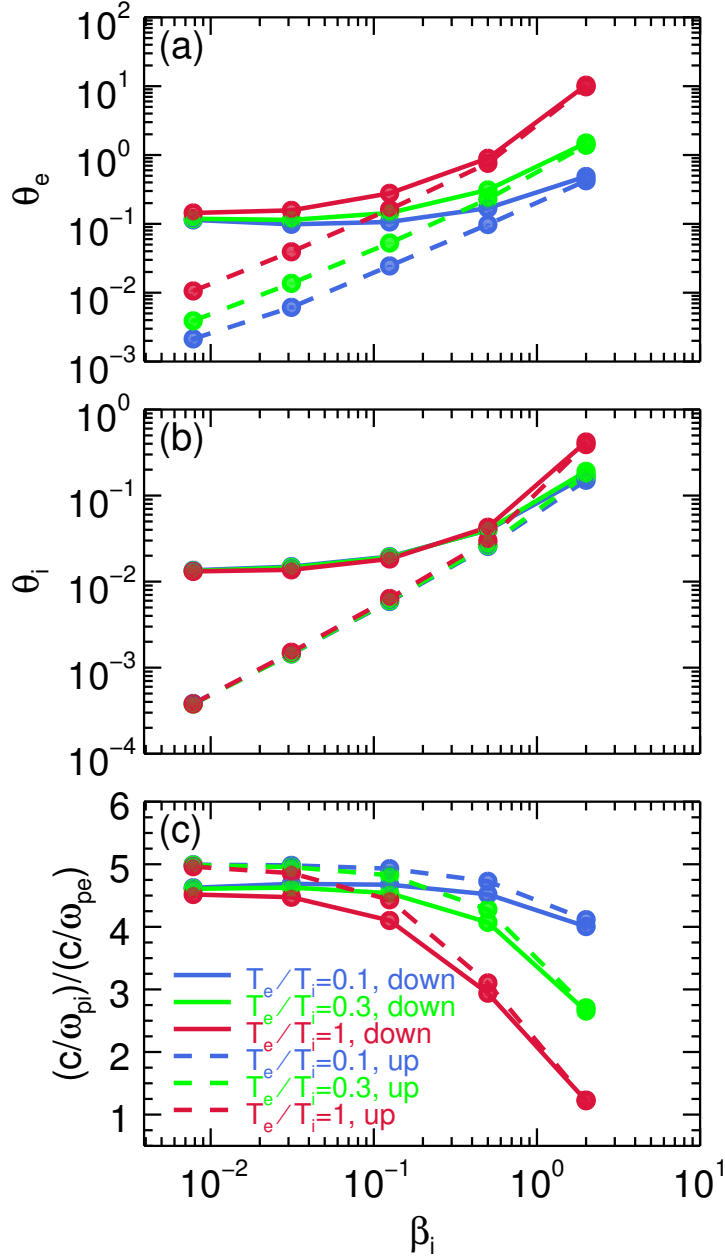 (a)
10^2
10^1
10^0
10^-1
10^-2
10^-3
θ_e
(b)
10^0
10^-1
10^-2
10^-3
10^-4
θ_i
(c)
6
5
4
3
2
1
(c/ω_pi)/(c/ω_pe)
T_e/T_i=0.1, down
T_e/T_i=0.3, down
T_e/T_i=1, down
T_e/T_i=0.1, up
T_e/T_i=0.3, up
T_e/T_i=1, up
10^-2 10^-1 10^0 10^1
β_i